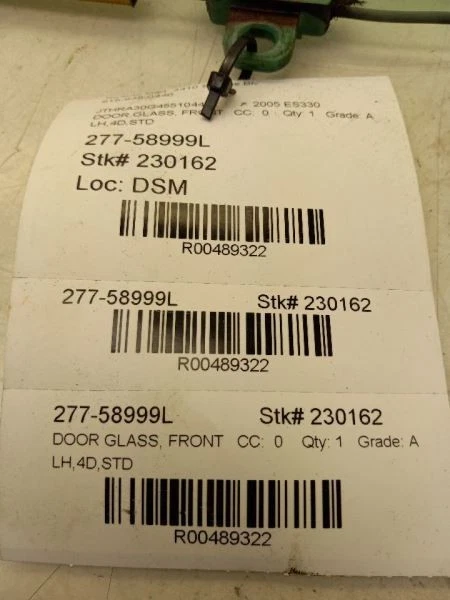 2005 ES330
DOOR GLASS, FRONT CC: 0 Qty: 1 Grade: A
LH,4D,STD
277-58999L
Stk# 230162
Loc: DSM
R00489322
277-58999L Stk# 230162
R00489322
277-58999L Stk# 230162
DOOR GLASS, FRONT CC: 0 Qty: 1 Grade: A
LH,4D,STD
R00489322